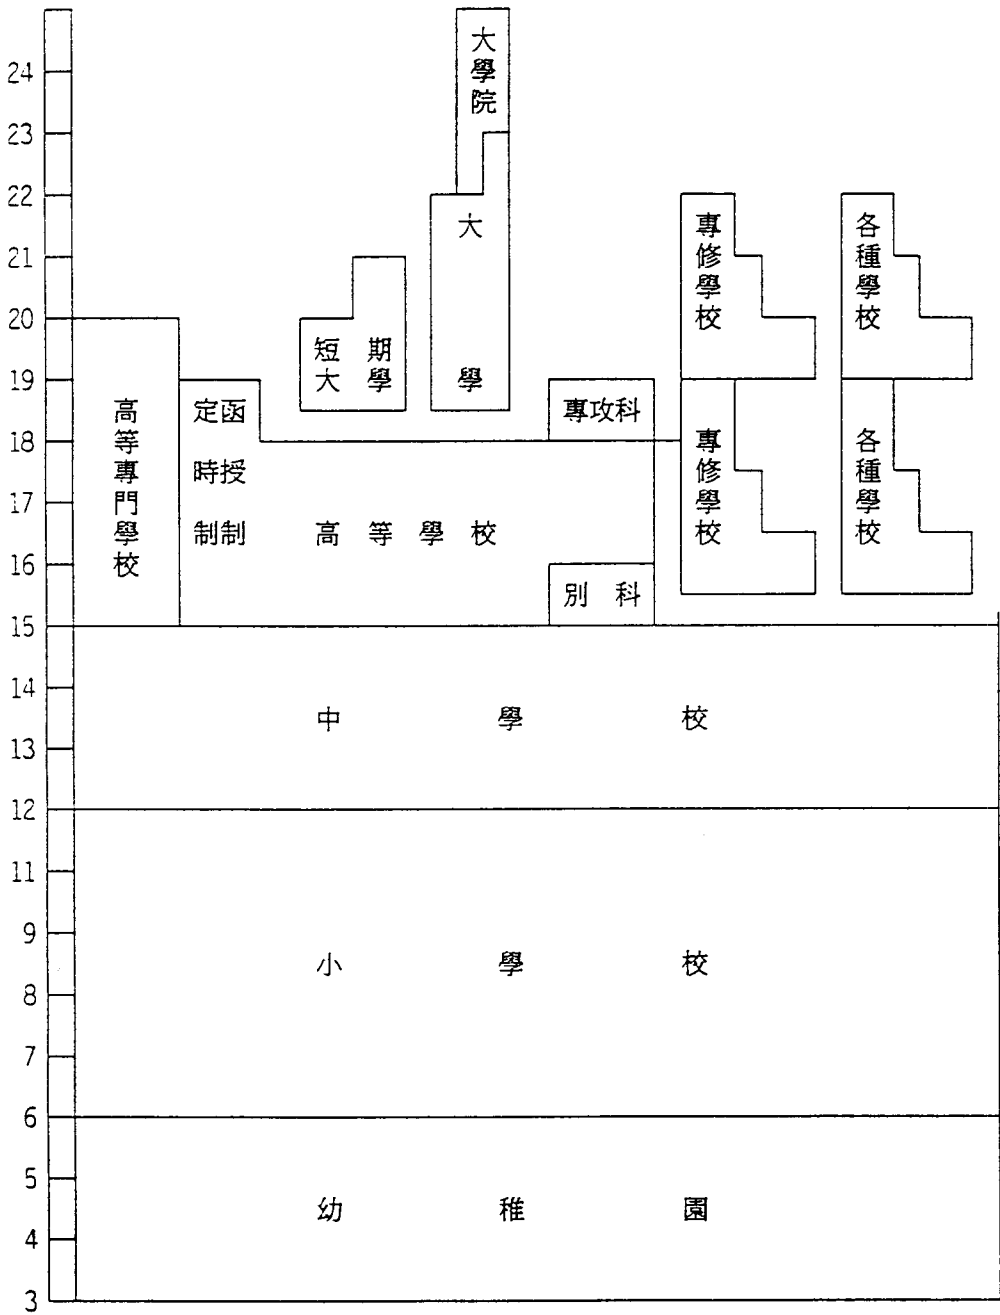 大學院
24
23
22
大學
專修學校
各種學校
21
20
短期
大學
19
專攻科
高等專門學校
定時制
函授制
18
專修學校
各種學校
17
高等學校
16
別科
15
14
中學校
13
12
11
9
小學校
8
7
6
5
幼稚園
4
3